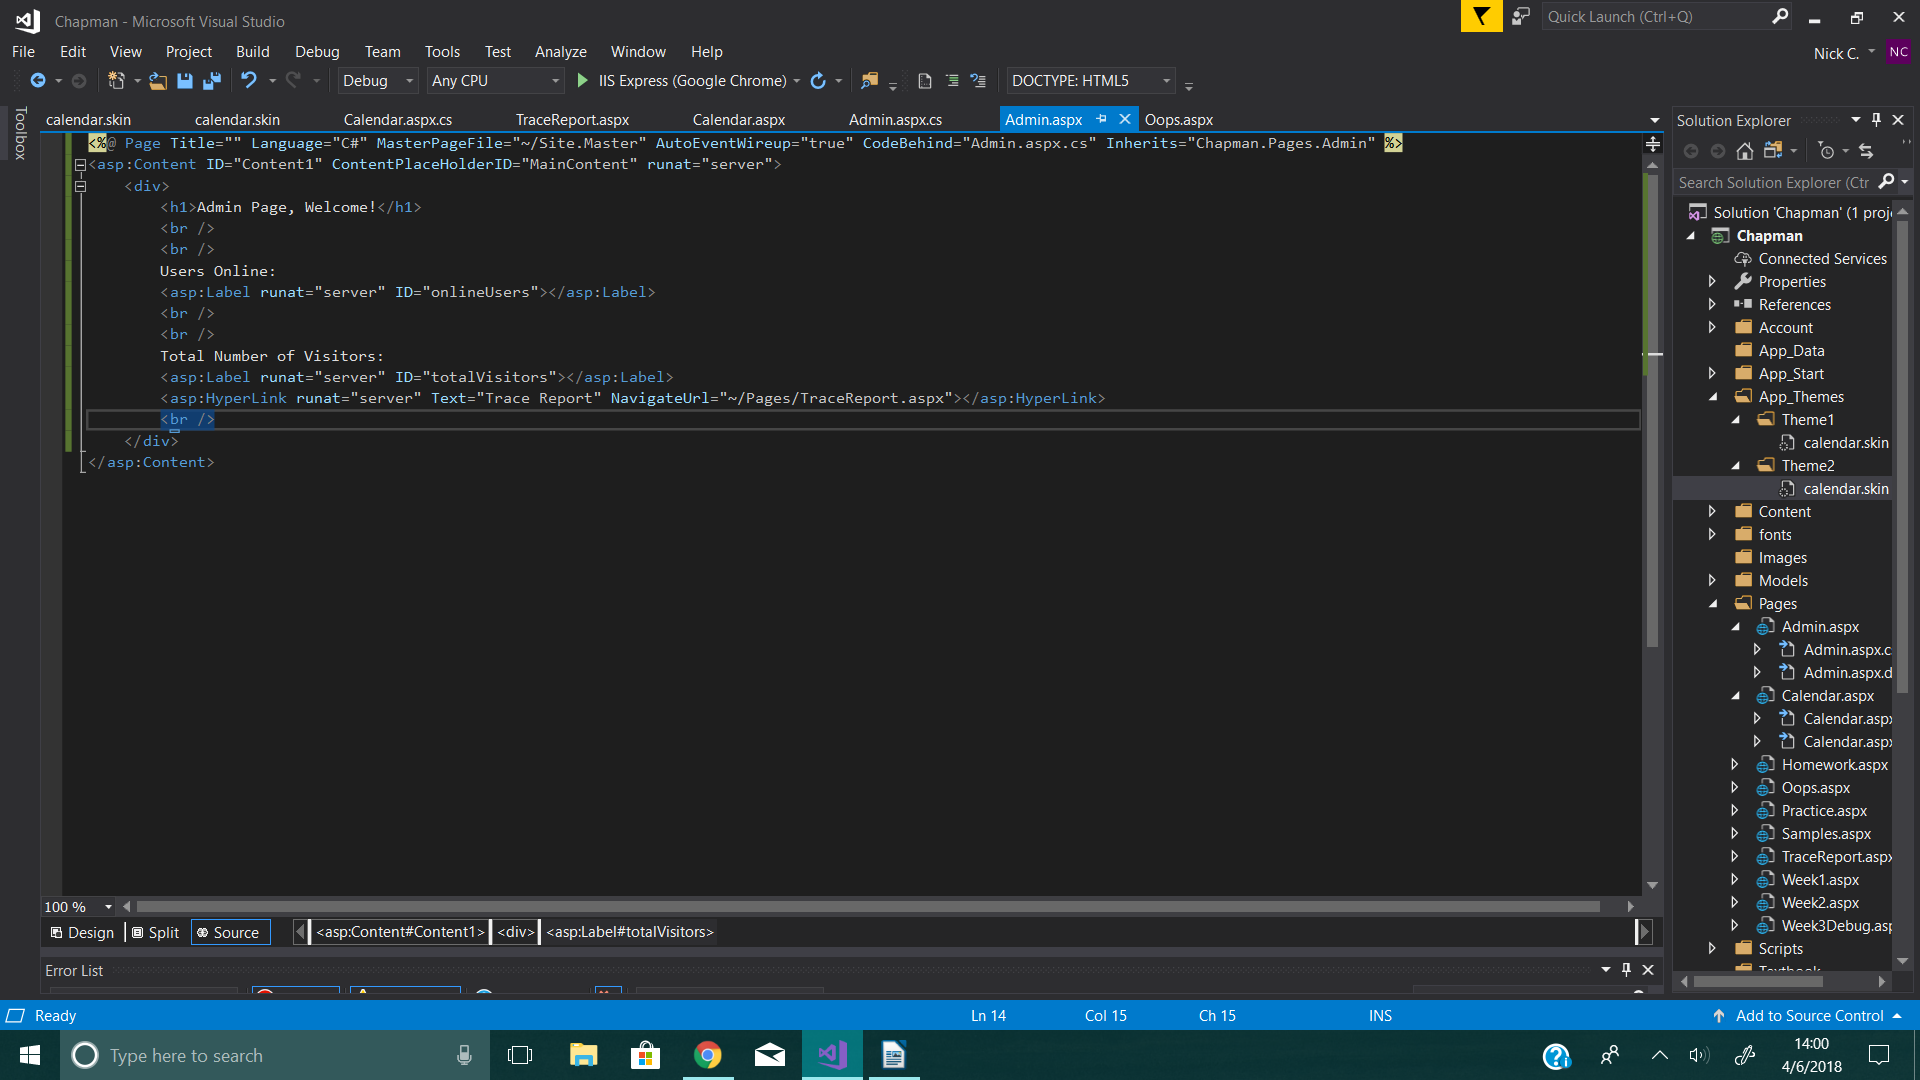 Chapman - Microsoft Visual Studio
Quick Launch (Ctrl+Q)
File Edit View Project Build Debug Team Tools Test Analyze Window Help
Nick C. NC
Debug Any CPU IIS Express (Google Chrome) DOCTYPE: HTML5
Toolbox
calendar.skin calendar.skin Calendar.aspx.cs TraceReport.aspx Calendar.aspx Admin.aspx.cs Admin.aspx Oops.aspx
<%@ Page Title="" Language="C#" MasterPageFile="~/Site.Master" AutoEventWireup="true" CodeBehind="Admin.aspx.cs" Inherits="Chapman.Pages.Admin" %>
<asp:Content ID="Content1" ContentPlaceHolderID="MainContent" runat="server">
<div>
<h1>Admin Page, Welcome!</h1>
<br />
<br />
Users Online:
<asp:Label runat="server" ID="onlineUsers"></asp:Label>
<br />
<br />
Total Number of Visitors:
<asp:Label runat="server" ID="totalVisitors"></asp:Label>
<asp:HyperLink runat="server" Text="Trace Report" NavigateUrl="~/Pages/TraceReport.aspx"></asp:HyperLink>
<br />
</div>
</asp:Content>
100 %
Design Split Source <asp:Content#Content1> <div> <asp:Label#totalVisitors>
Error List
Solution Explorer
Search Solution Explorer (Ctr
Solution 'Chapman' (1 proj
Chapman
Connected Services
Properties
References
Account
App_Data
App_Start
App_Themes
Theme1
calendar.skin
Theme2
calendar.skin
Content
fonts
Images
Models
Pages
Admin.aspx
Admin.aspx.c
Admin.aspx.d
Calendar.aspx
Calendar.aspx
Calendar.aspx
Homework.aspx
Oops.aspx
Practice.aspx
Samples.aspx
TraceReport.aspx
Week1.aspx
Week2.aspx
Week3Debug.asp
Scripts
Ready Ln 14 Col 15 Ch 15 INS Add to Source Control
Type here to search
14:00
4/6/2018